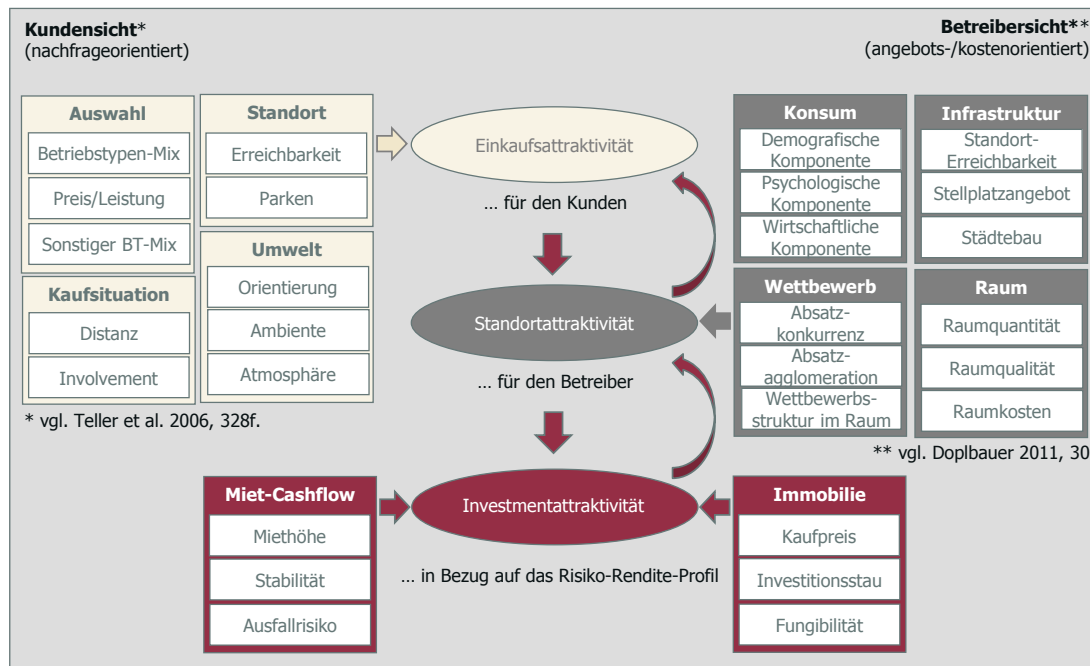 Kundensicht*
(nachfrageorientiert)
Betreibersicht**
(angebots-/kostenorientiert)
Auswahl
Betriebstypen-Mix
Preis/Leistung
Sonstiger BT-Mix
Standort
Erreichbarkeit
Parken
Kaufsituation
Distanz
Involvement
Umwelt
Orientierung
Ambiente
Atmosphäre
* vgl. Teller et al. 2006, 328f.
Einkaufsattraktivität
... für den Kunden
Standortattraktivität
... für den Betreiber
Investmentattraktivität
... in Bezug auf das Risiko-Rendite-Profil
Konsum
Demografische
Komponente
Psychologische
Komponente
Wirtschaftliche
Komponente
Infrastruktur
Standort-
Erreichbarkeit
Stellplatzangebot
Städtebau
Wettbewerb
Absatz-
konkurrenz
Absatz-
agglomeration
Wettbewerbs-
struktur im Raum
Raum
Raumquantität
Raumqualität
Raumkosten
** vgl. Doplbauer 2011, 30
Miet-Cashflow
Miethöhe
Stabilität
Ausfallrisiko
Immobilie
Kaufpreis
Investitionsstau
Fungibilität